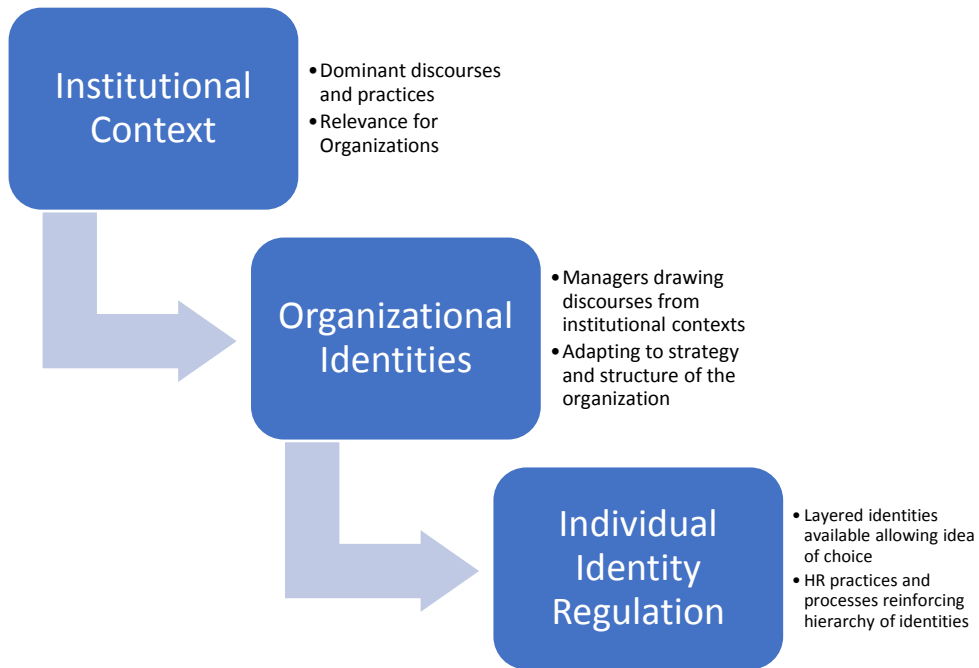 Institutional
Context
•Dominant discourses
and practices
•Relevance for
Organizations
Organizational
Identities
•Managers drawing
discourses from
institutional contexts
•Adapting to strategy
and structure of the
organization
Individual
Identity
Regulation
• Layered identities
available allowing idea
of choice
• HR practices and
processes reinforcing
hierarchy of identities